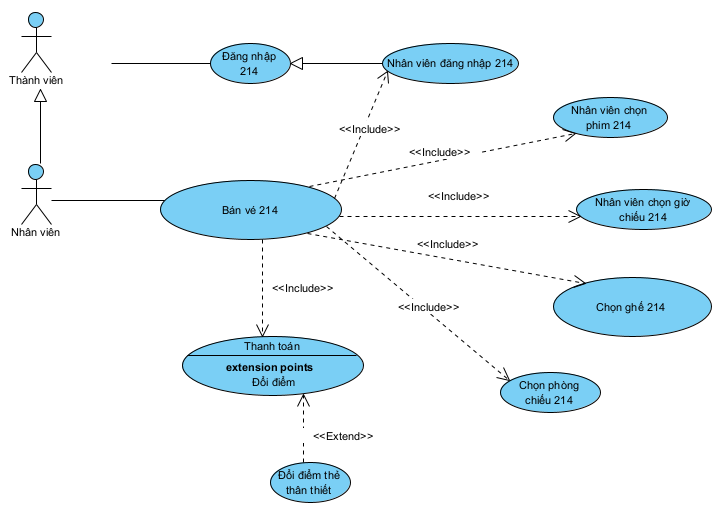 Thành viên
Đăng nhập
214
Nhân viên đăng nhập 214
<<Include>>
Nhân viên chọn
phim 214
<<Include>>
Nhân viên
Bán vé 214
<<Include>>
Nhân viên chọn giờ
chiếu 214
<<Include>>
<<Include>>
<<Include>>
Chọn ghế 214
Thanh toán
extension points
Đổi điểm
Chọn phòng
chiếu 214
<<Extend>>
Đổi điểm thẻ
thân thiết